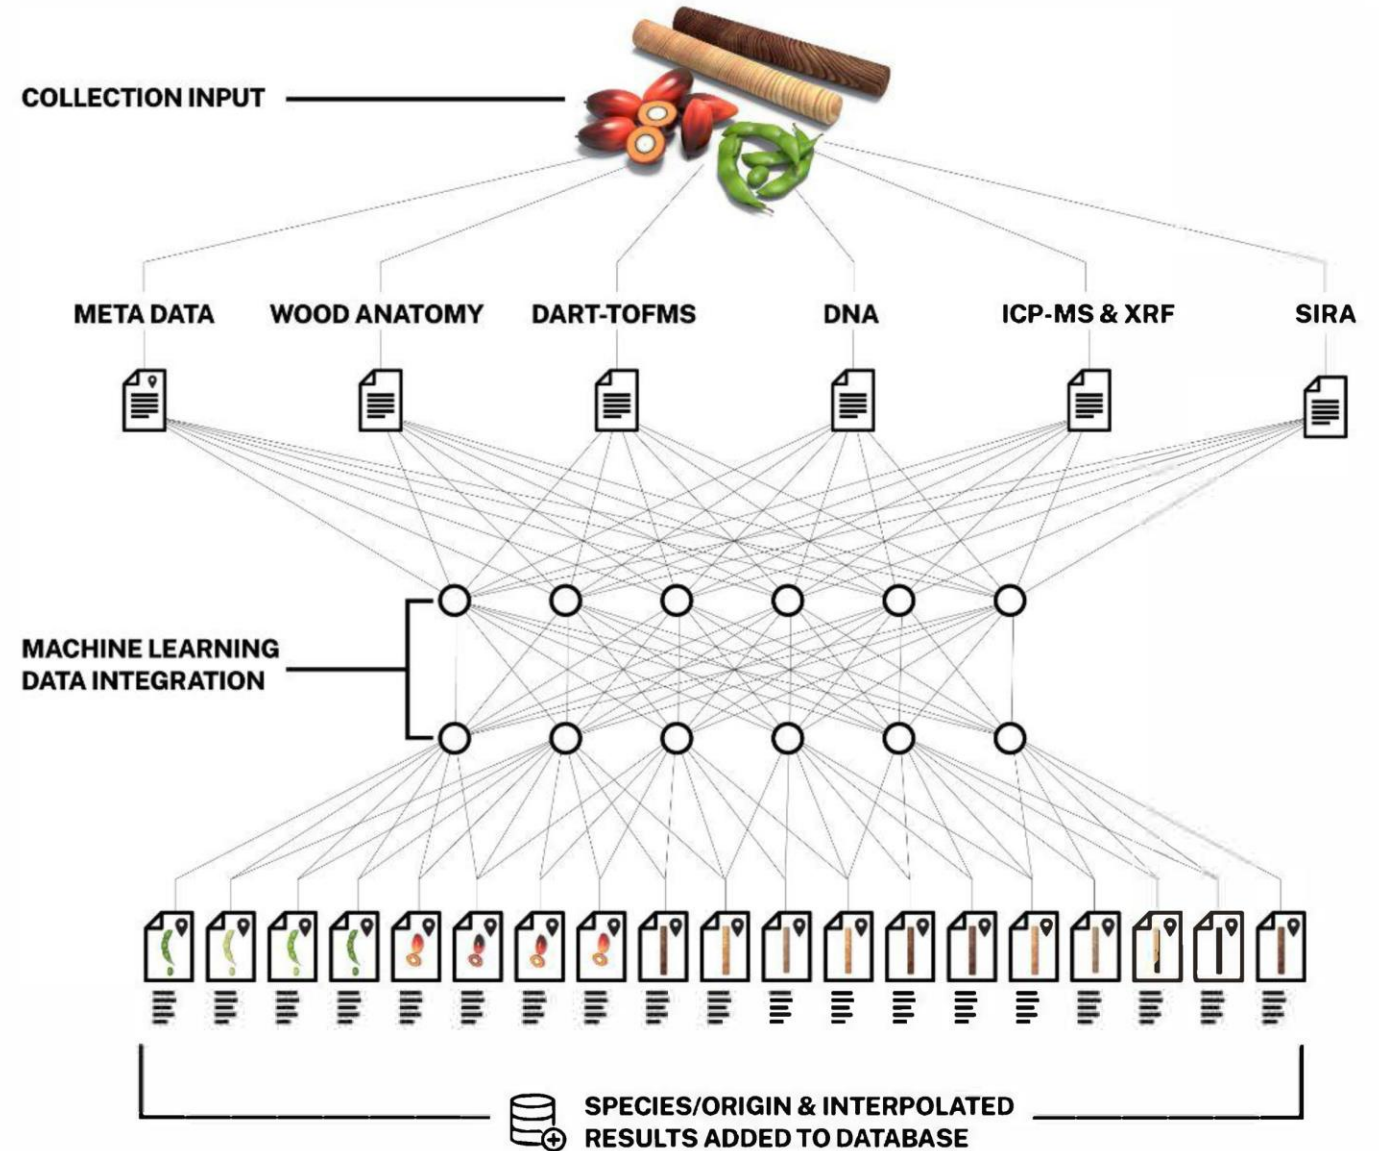 COLLECTION INPUT
META DATA
WOOD ANATOMY
DART-TOFMS
DNA
ICP-MS & XRF
SIRA
MACHINE LEARNING
DATA INTEGRATION
SPECIES/ORIGIN & INTERPOLATED
RESULTS ADDED TO DATABASE